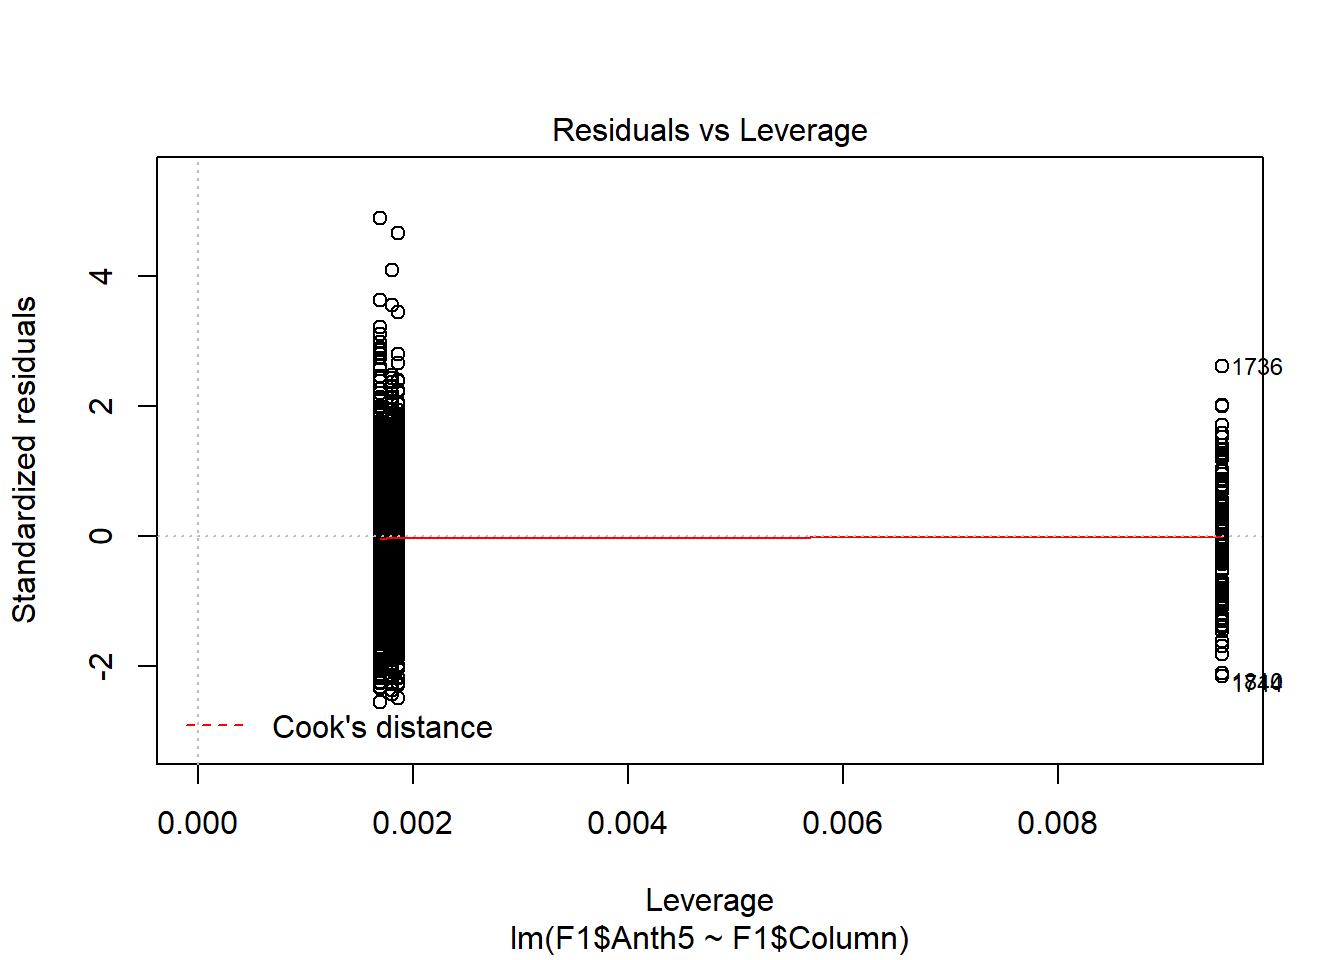 Residuals vs Leverage
Standardized residuals
4
2
0
-2
1736
1744
Cook's distance
0.000 0.002 0.004 0.006 0.008
Leverage
lm(F1$Anth5 ~ F1$Column)